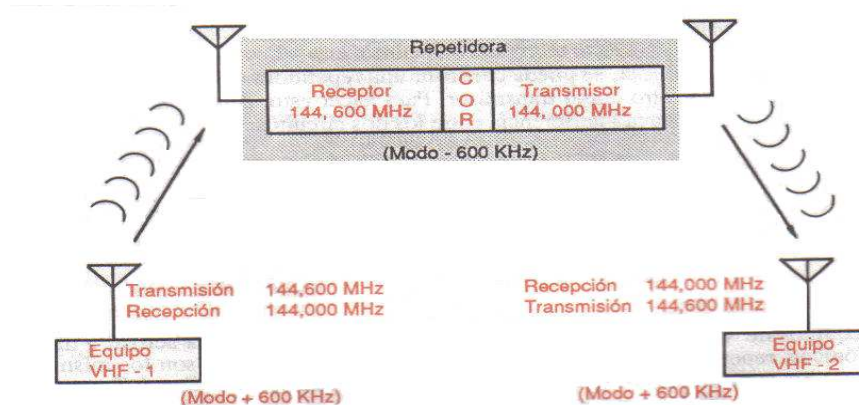 Repetidora
Receptor
144, 600 MHz
C
O
R
Transmisor
144, 000 MHz
(Modo - 600 KHz)
Transmisión 144,600 MHz
Recepción 144,000 MHz
Recepción 144,000 MHz
Transmisión 144,600 MHz
Equipo
VHF - 1
Equipo
VHF - 2
(Modo + 600 KHz)
(Modo + 600 KHz)